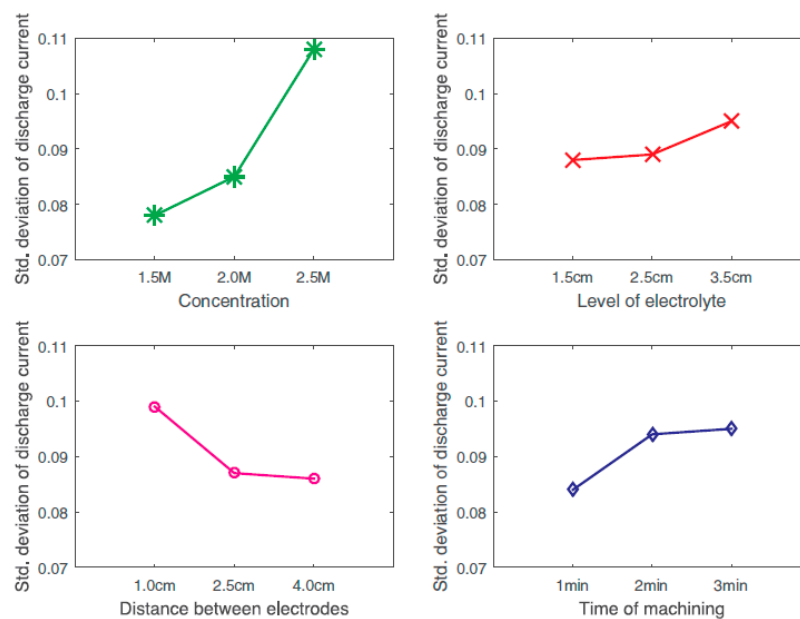 Std. deviation of discharge current
0.11
0.1
0.09
0.08
0.07
1.5M 2.0M 2.5M
Concentration
Std. deviation of discharge current
0.11
0.1
0.09
0.08
0.07
1.5cm 2.5cm 3.5cm
Level of electrolyte
Std. deviation of discharge current
0.11
0.1
0.09
0.08
0.07
1.0cm 2.5cm 4.0cm
Distance between electrodes
Std. deviation of discharge current
0.11
0.1
0.09
0.08
0.07
1min 2min 3min
Time of machining